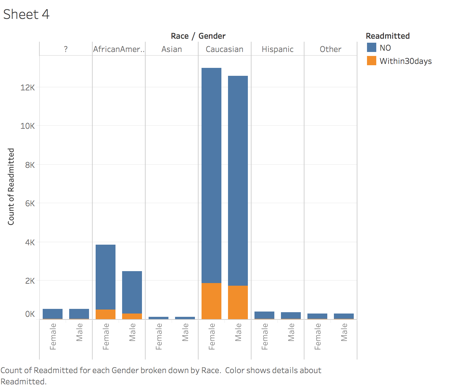 Sheet 4
Race / Gender
Readmitted
? AfricanAmer.. Asian Caucasian Hispanic Other
NO
Within30days
12K
10K
8K
6K
4K
2K
0K
Count of Readmitted
Female Male Female Male Female Male Female Male Female Male Female Male
Count of Readmitted for each Gender broken down by Race. Color shows details about
Readmitted.